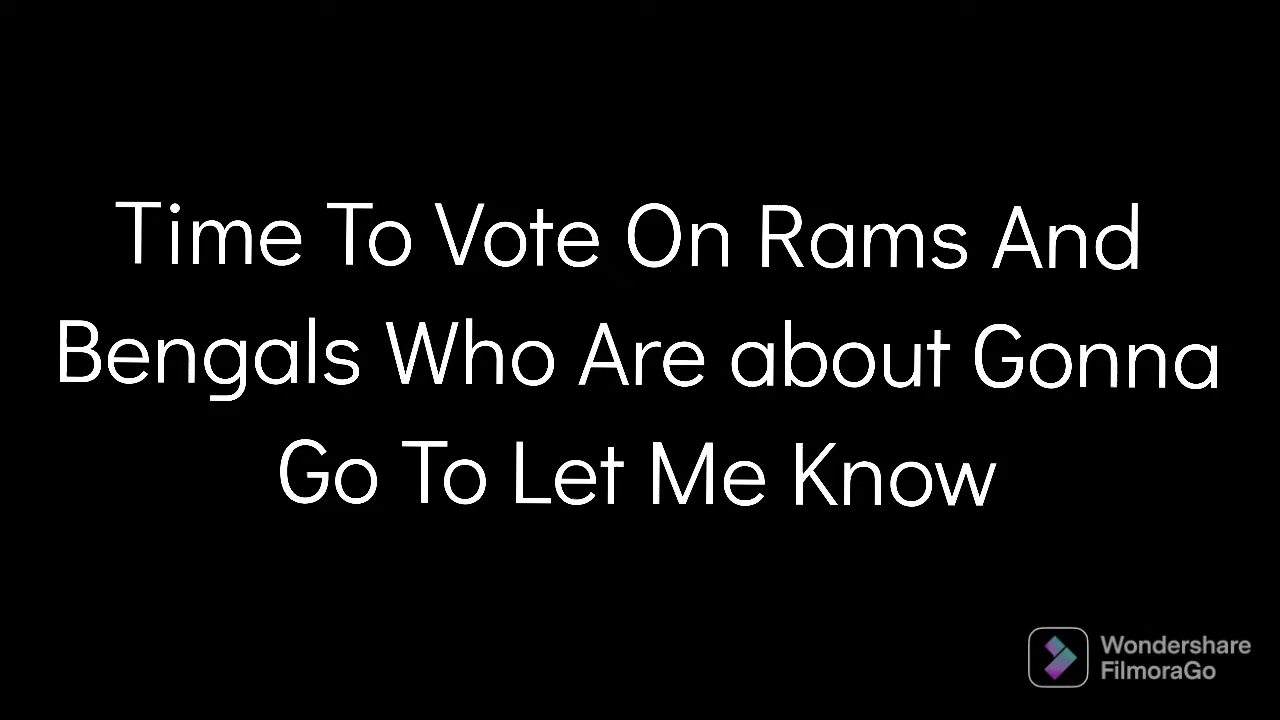 Time To Vote On Rams And
Bengals Who Are about Gonna
Go To Let Me Know
Wondershare
FilmoraGo